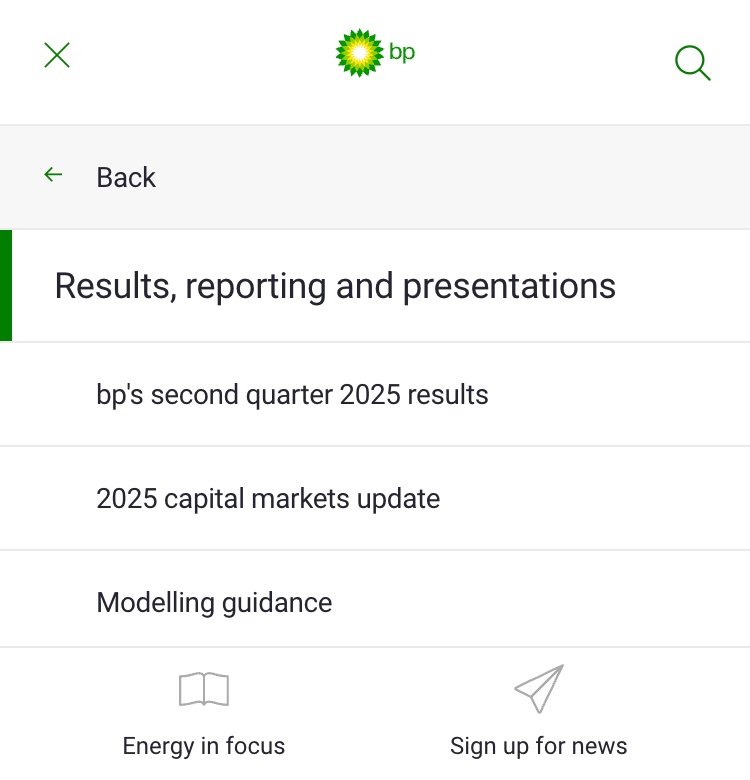 bp
Back
Results, reporting and presentations
bp's second quarter 2025 results
2025 capital markets update
Modelling guidance
Energy in focus
Sign up for news